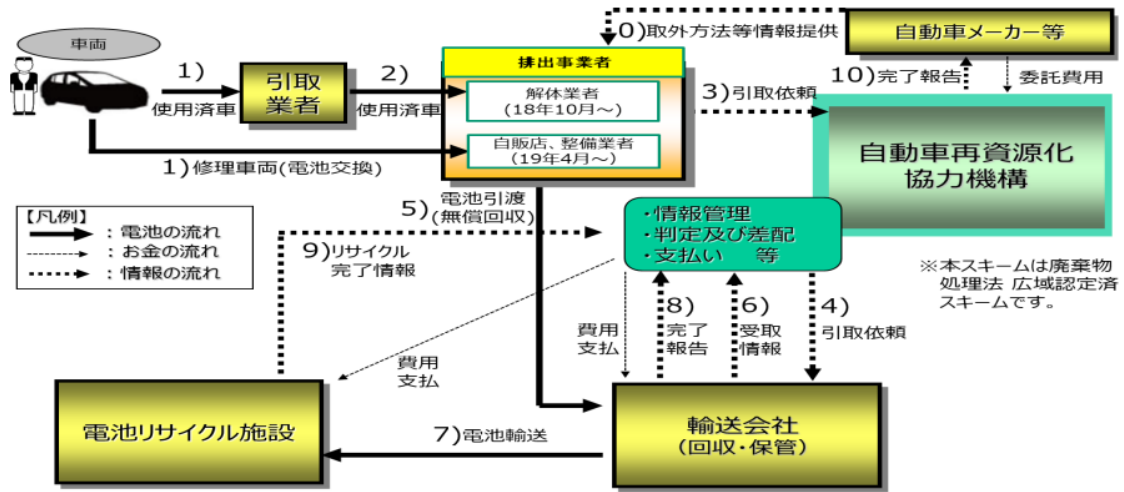 0)取外方法等情報提供
自動車メーカー等
車両
排出事業者
10)完了報告
委託費用
1)
使用済車
引取
業者
2)
使用済車
解体業者
(18年10月～)
3)引取依頼
自販店、整備業者
(19年4月～)
自動車再資源化
協力機構
1)修理車両(電池交換)
【凡例】
：電池の流れ
：お金の流れ
：情報の流れ
5)電池引渡
(無償回収)
・情報管理
・判定及び差配
・支払い　等
9)リサイクル
完了情報
※本スキームは廃棄物
処理法 広域認定済
スキームです。
費用
支払
8)完了
報告
6)受取
情報
4)
引取依頼
費用
支払
電池リサイクル施設
7)電池輸送
輸送会社
(回収・保管)